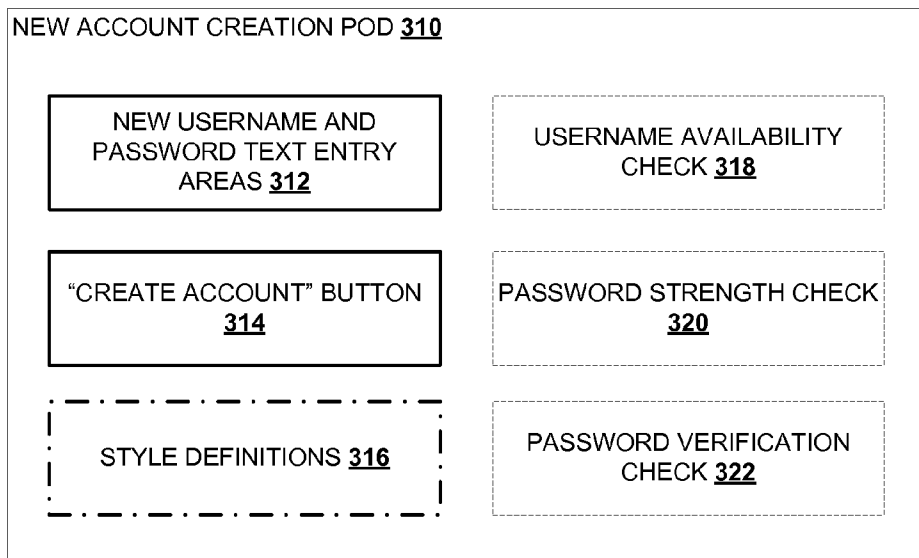 NEW ACCOUNT CREATION POD 310
NEW USERNAME AND
PASSWORD TEXT ENTRY
AREAS 312
USERNAME AVAILABILITY
CHECK 318
“CREATE ACCOUNT” BUTTON
314
PASSWORD STRENGTH CHECK
320
STYLE DEFINITIONS 316
PASSWORD VERIFICATION
CHECK 322